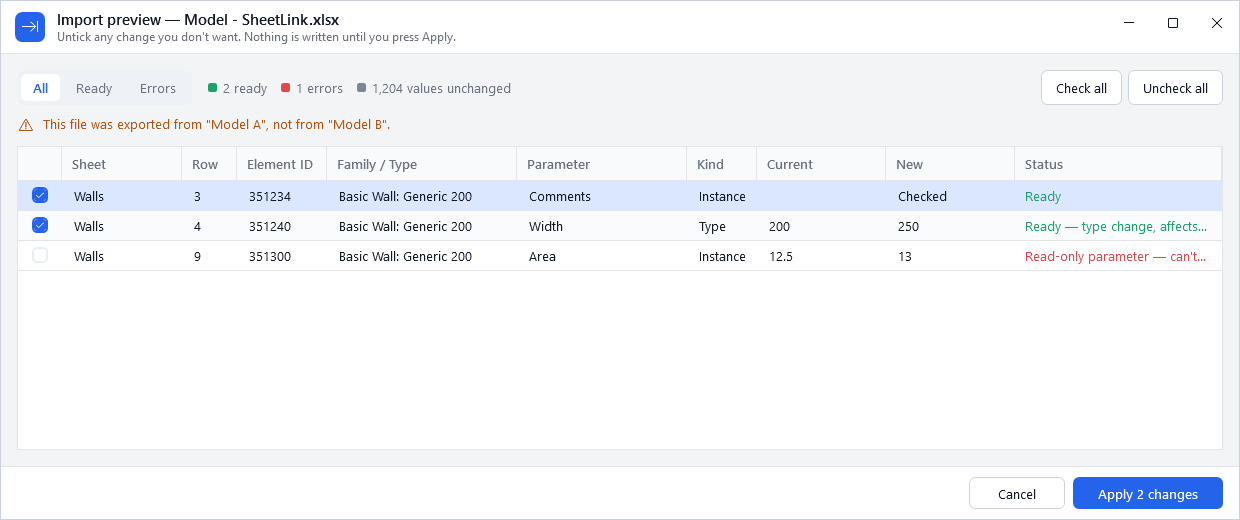 Import preview — Model - SheetLink.xlsx
Untick any change you don't want. Nothing is written until you press Apply.
All Ready Errors 2 ready 1 errors 1,204 values unchanged Check all Uncheck all
This file was exported from "Model A", not from "Model B".
Sheet Row Element ID Family / Type Parameter Kind Current New Status
Walls 3 351234 Basic Wall: Generic 200 Comments Instance Checked Ready
Walls 4 351240 Basic Wall: Generic 200 Width Type 200 250 Ready — type change, affects...
Walls 9 351300 Basic Wall: Generic 200 Area Instance 12.5 13 Read-only parameter — can't...
Cancel Apply 2 changes